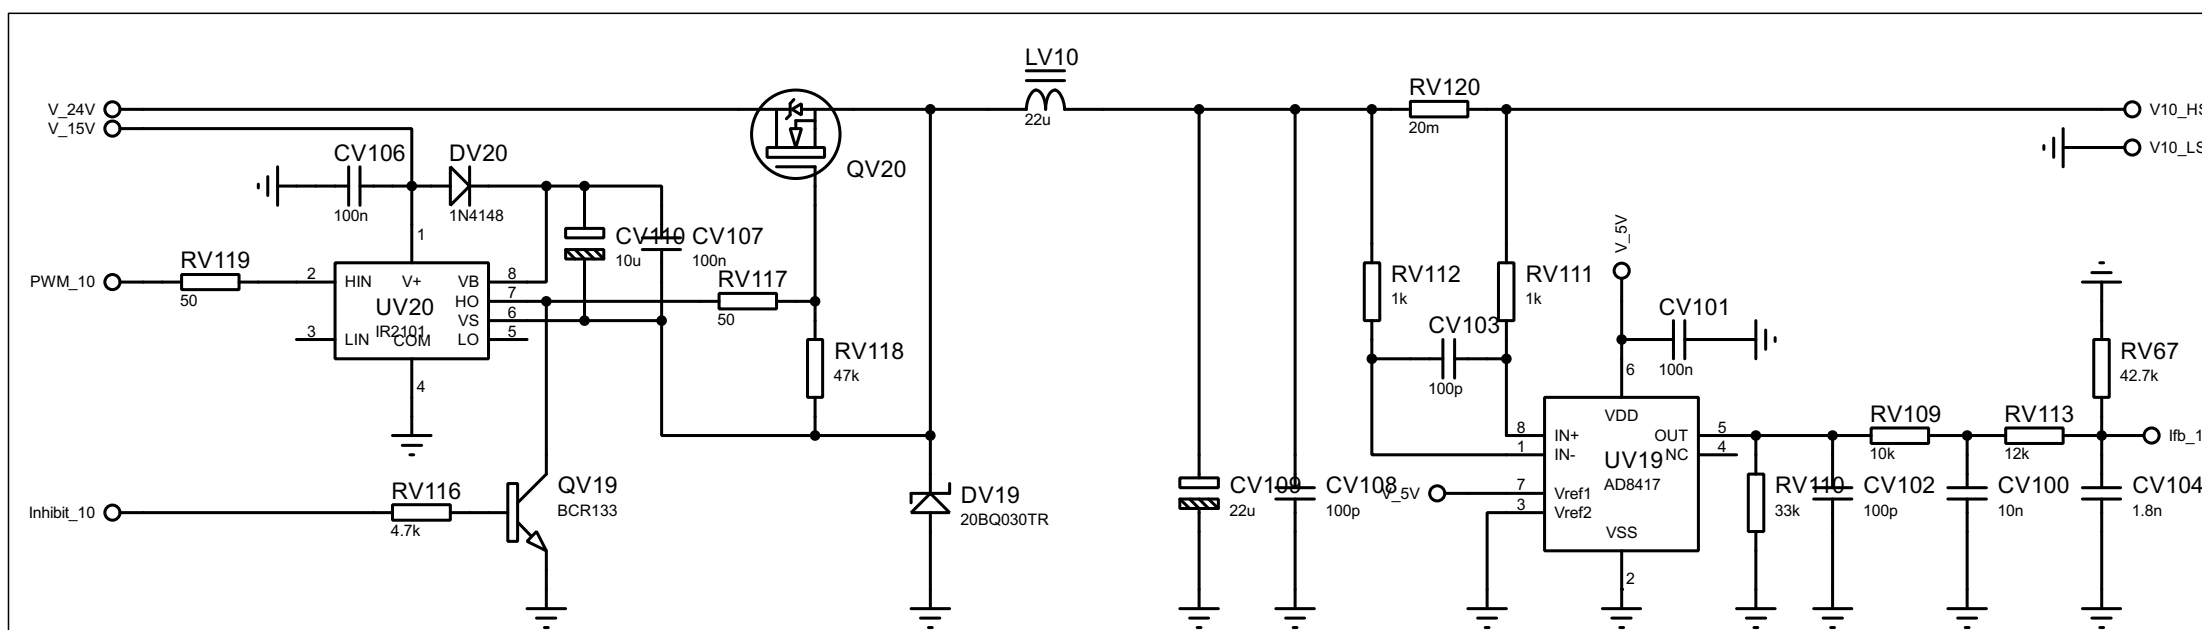 LV10
22u
RV120
20m
V_24V
V_15V
V10_HS
V10_LS
CV106
100n
DV20
1N4148
QV20
1
CV110
10u
CV107
100n
RV117
50
PWM_10
RV119
50
2
HIN
V+
VB
8
UV20
HO
7
IR2101
VS
6
3
LIN
COM
LO
5
4
RV118
47k
Inhibit_10
RV116
4.7k
QV19
BCR133
DV19
20BQ030TR
CV109
22u
CV108
100p
RV112
1k
RV111
1k
CV103
100p
V_5V
CV101
100n
6
VDD
8
IN+
OUT
5
1
IN-
NC
4
UV19
AD8417
V_5V
7
Vref1
3
Vref2
VSS
2
RV109
10k
RV113
12k
RV67
42.7k
Ifb_1
RV110
33k
CV102
100p
CV100
10n
CV104
1.8n